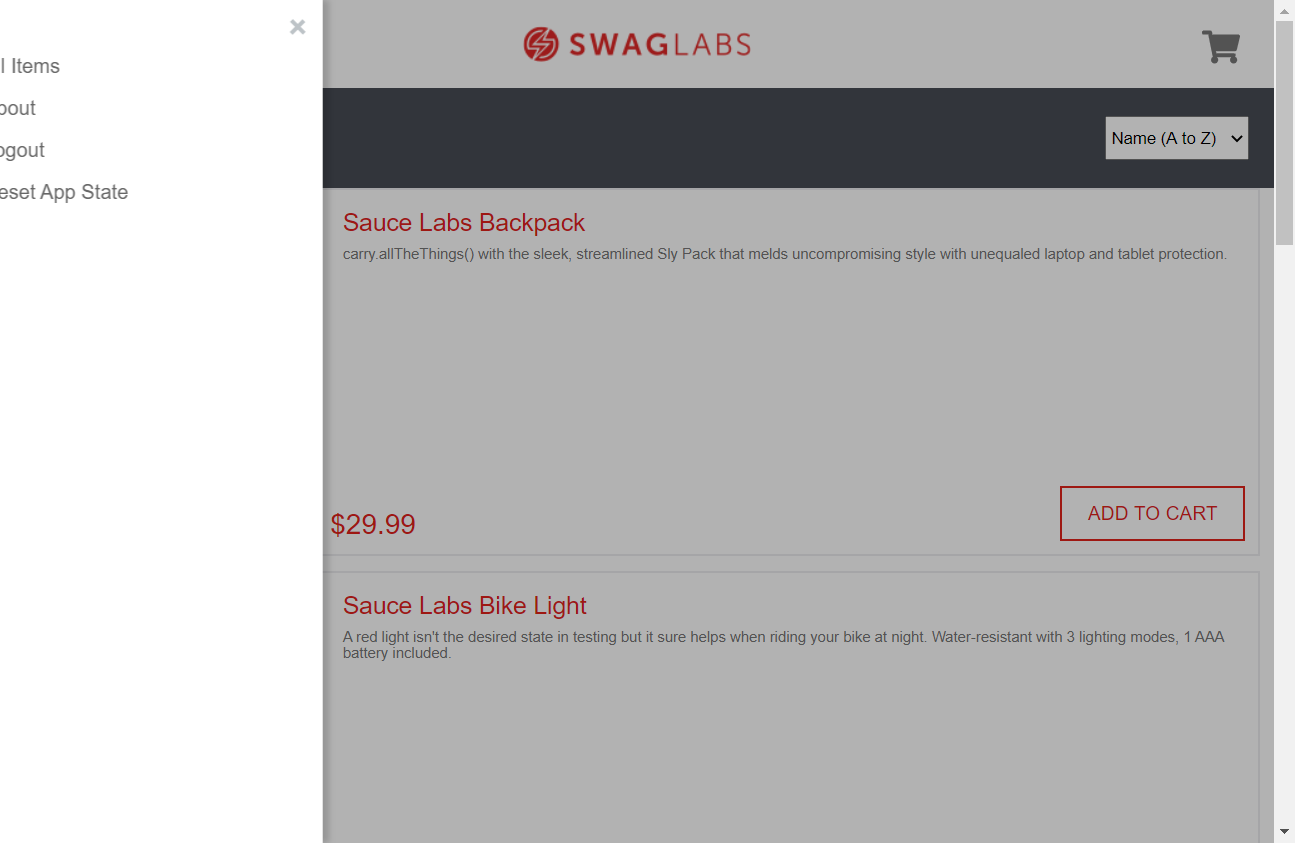 l Items
bout
ogout
eset App State
SWAGLABS
Name (A to Z)
Sauce Labs Backpack
carry.allTheThings() with the sleek, streamlined Sly Pack that melds uncompromising style with unequaled laptop and tablet protection.
$29.99
ADD TO CART
Sauce Labs Bike Light
A red light isn't the desired state in testing but it sure helps when riding your bike at night. Water-resistant with 3 lighting modes, 1 AAA
battery included.